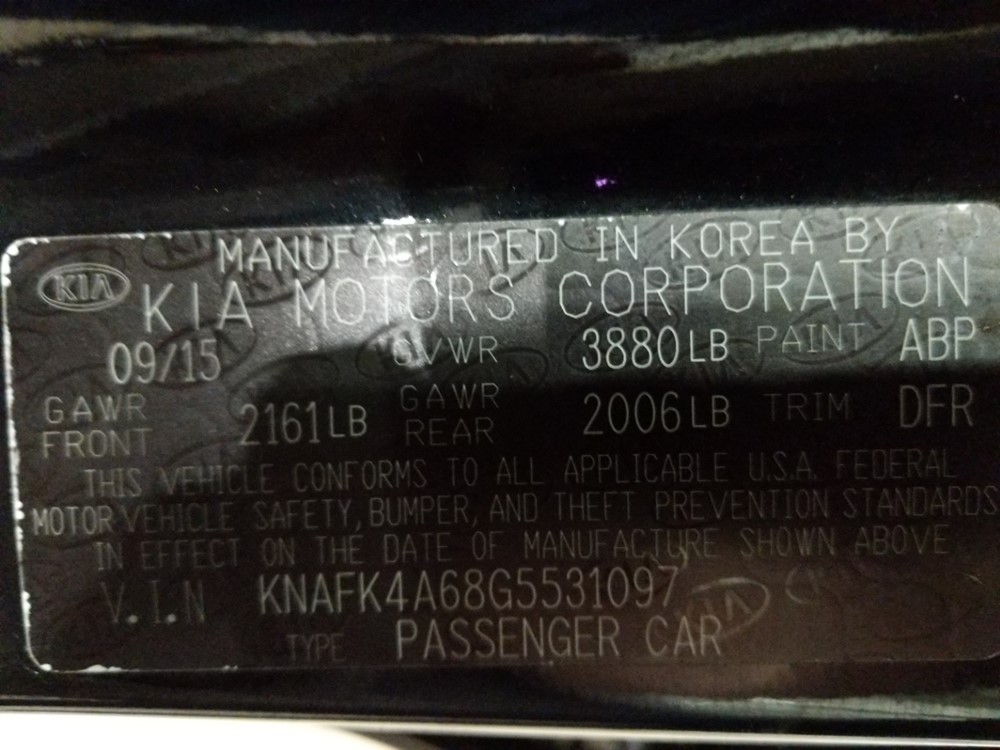 MANUFACTURED IN KOREA BY
KIA KIA MOTORS CORPORATION
09/15 GVWR 3880LB PAINT ABP
GAWR FRONT 2161LB GAWR REAR 2006LB TRIM DFR
THIS VEHICLE CONFORMS TO ALL APPLICABLE U.S.A. FEDERAL
MOTOR VEHICLE SAFETY, BUMPER, AND THEFT PREVENTION STANDARDS
IN EFFECT ON THE DATE OF MANUFACTURE SHOWN ABOVE
V.I.N KNAFK4A68G5531097
TYPE PASSENGER CAR